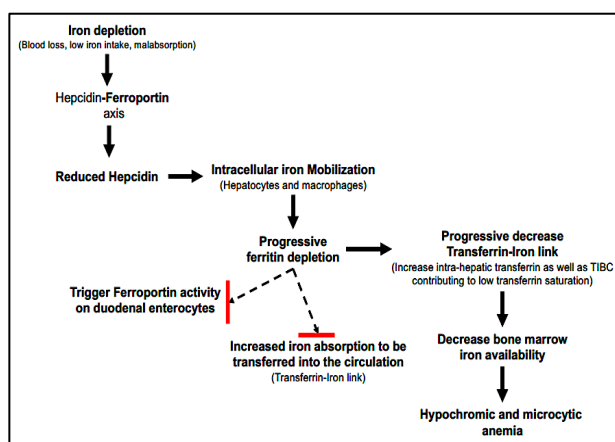 Iron depletion
(Blood loss, low iron intake, malabsorption)
Hepcidin-Ferroportin
axis
Reduced Hepcidin
Intracellular iron Mobilization
(Hepatocytes and macrophages)
Progressive
ferritin depletion
Progressive decrease
Transferrin-Iron link
(Increase intra-hepatic transferrin as well as TIBC
contributing to low transferrin saturation)
Trigger Ferroportin activity
on duodenal enterocytes
Increased iron absorption to be
transferred into the circulation
(Transferrin-Iron link)
Decrease bone marrow
iron availability
Hypochromic and microcytic
anemia